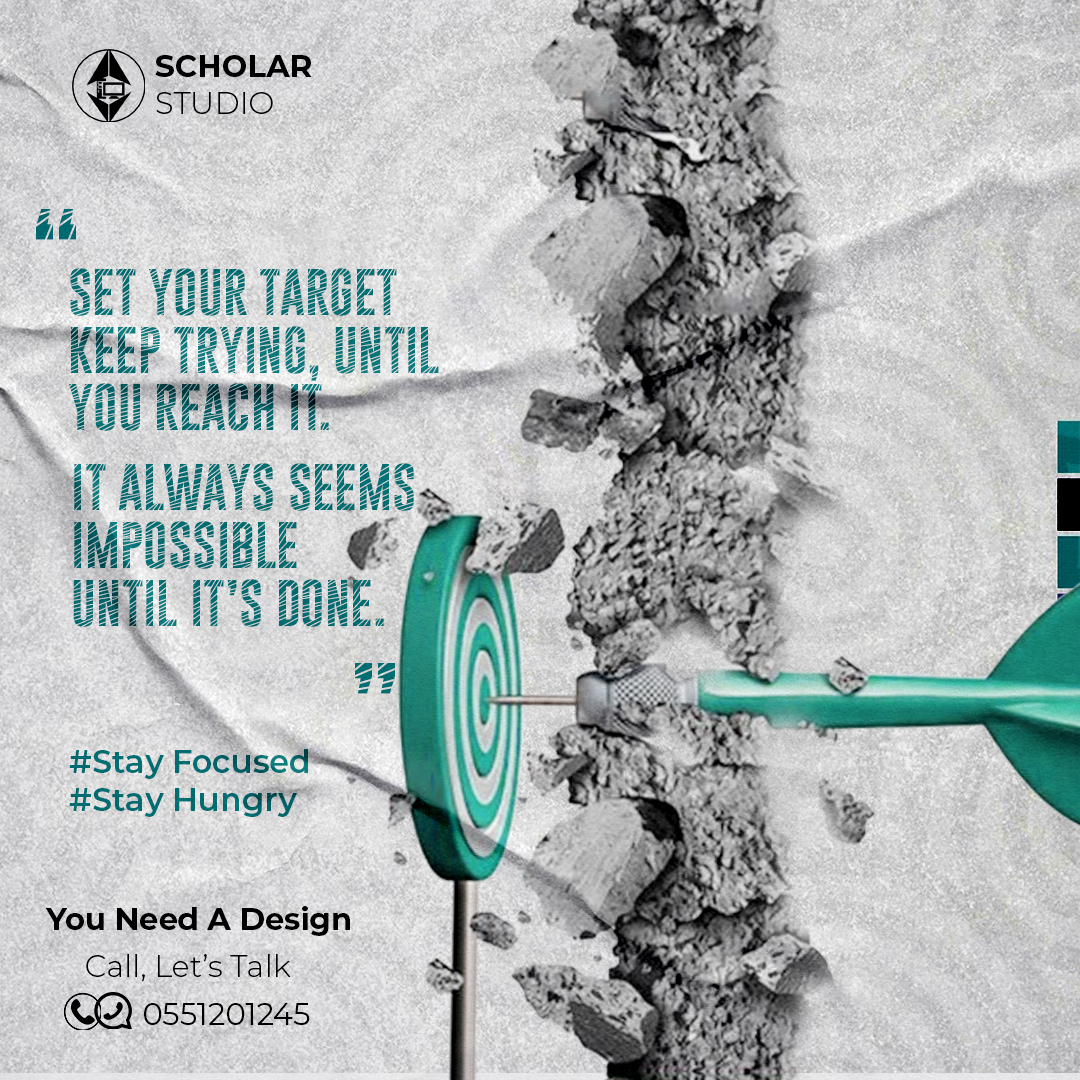 SCHOLAR
STUDIO
“
SET YOUR TARGET
KEEP TRYING, UNTIL
YOU REACH IT.
IT ALWAYS SEEMS
IMPOSSIBLE
UNTIL IT’S DONE.
”
#Stay Focused
#Stay Hungry
You Need A Design
Call, Let’s Talk
0551201245